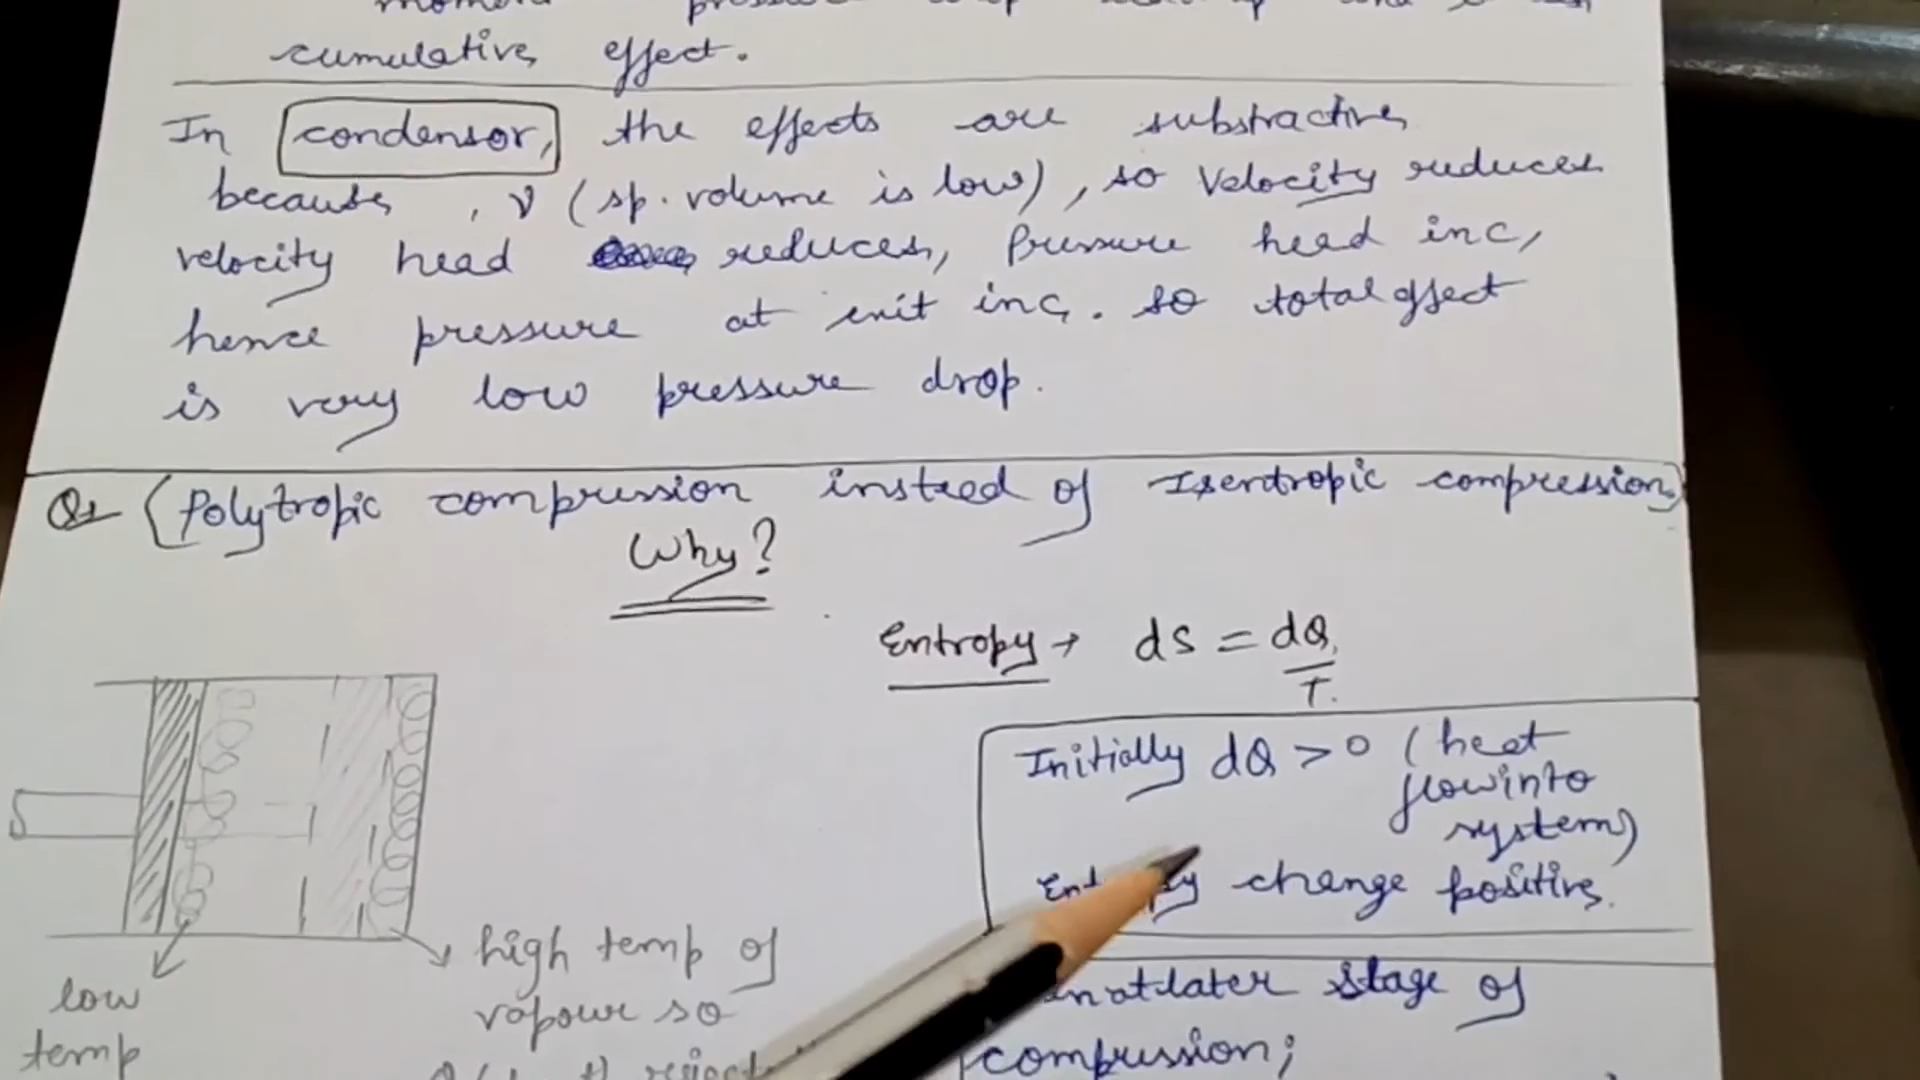 cumulative effect.
In condensor, the effects are substractive
because, ν (sp. volume is low), so Velocity reduces
velocity head reduces, Pressure head inc,
hence pressure at exit inc. so total effect
is very low pressure drop.
Q1 (Polytropic compression instead of Isentropic compression)
Why?
Entropy → dS = dQ/T.
Initially dQ > 0 (heat
flow into
system)
Entropy change positive.
at later stage of
compression;
low
temp
high temp of
vapour so